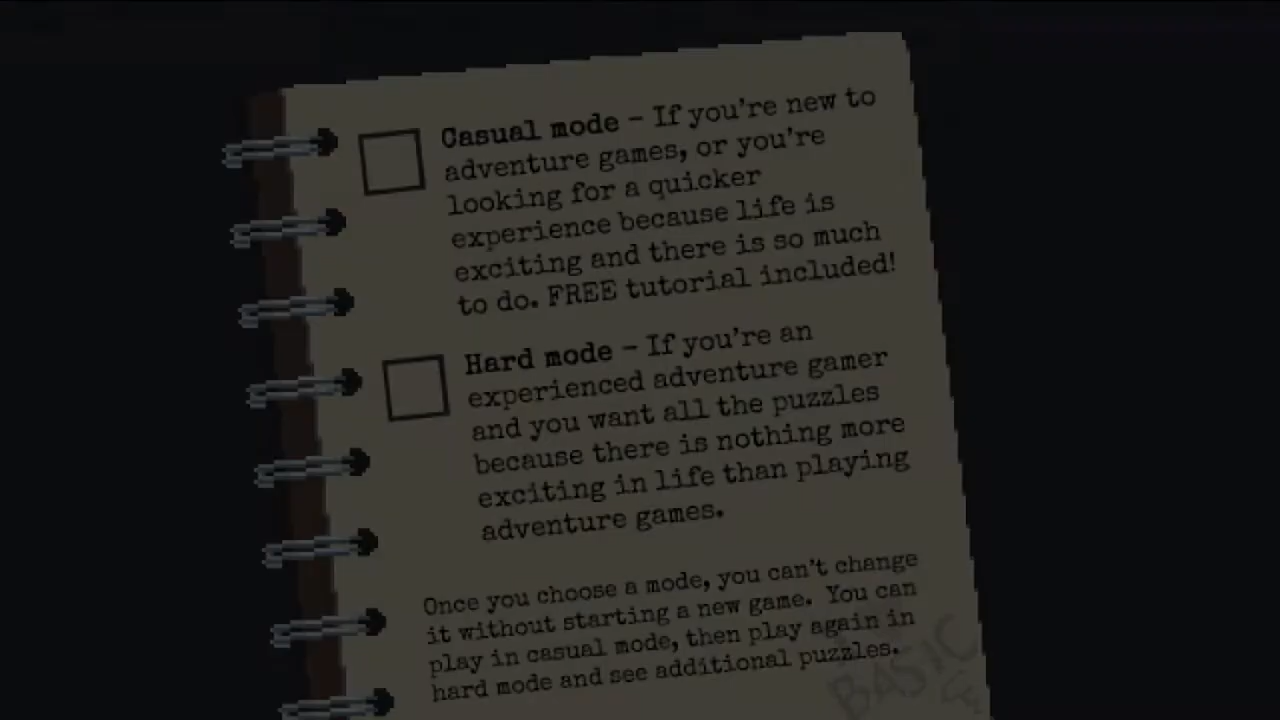 Casual mode – If you're new to
adventure games, or you're
looking for a quicker
experience because life is
exciting and there is so much
to do. FREE tutorial included!
Hard mode – If you're an
experienced adventure gamer
and you want all the puzzles
because there is nothing more
exciting in life than playing
adventure games.
Once you choose a mode, you can't change
it without starting a new game. You can
play in casual mode, then play again in
hard mode and see additional puzzles.
BASIC